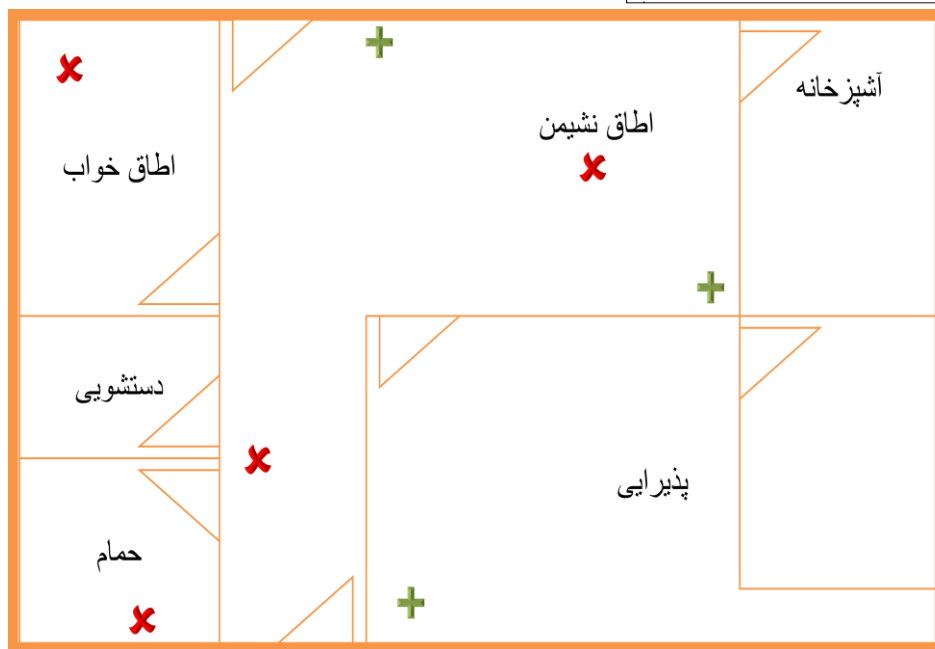 آشپزخانه
اطاق نشیمن
اطاق خواب
دستشویی
پذیرایی
حمام